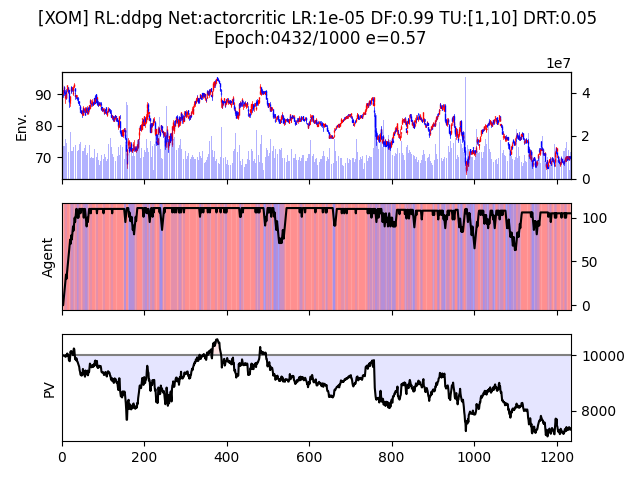 [XOM] RL:ddpg Net:actorcritic LR:1e-05 DF:0.99 TU:[1,10] DRT:0.05
Epoch:0432/1000 e=0.57
1e7
Env.
90
80
70
4
2
0
Agent
100
50
0
PV
10000
8000
0 200 400 600 800 1000 1200